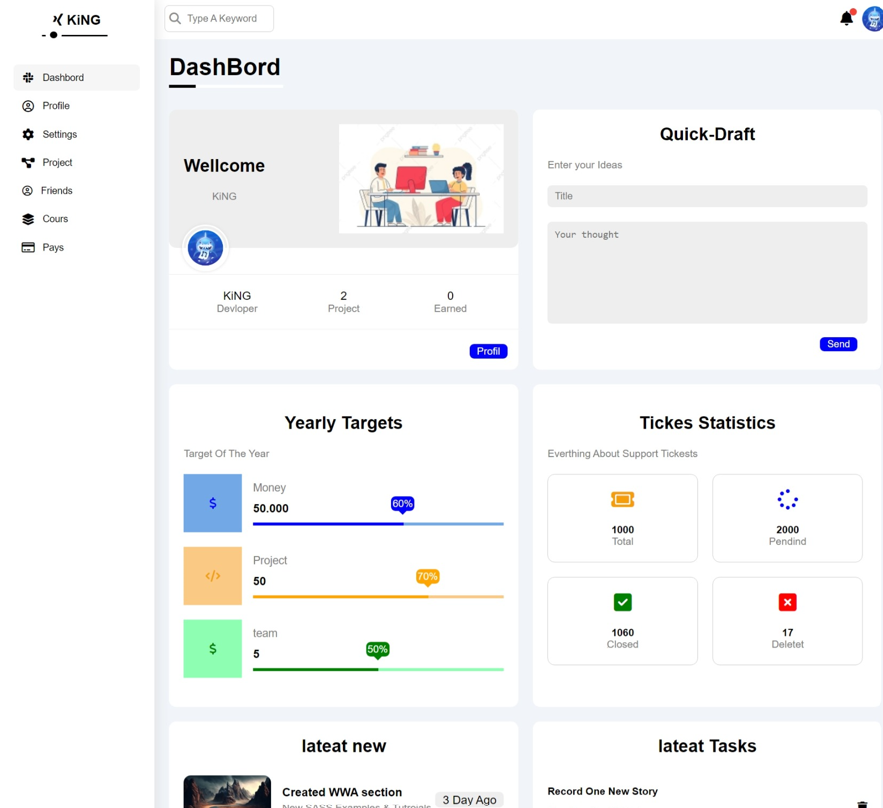 KiNG
Type A Keyword
Dashbord
Profile
Settings
Project
Friends
Cours
Pays
DashBord
Wellcome
KiNG
KiNG
Devloper
2
Project
0
Earned
Profil
Quick-Draft
Enter your Ideas
Title
Your thought
Send
Yearly Targets
Target Of The Year
$
Money
50.000
60%
</>
Project
50
70%
$
team
5
50%
Tickes Statistics
Everthing About Support Tickests
1000
Total
2000
Pendind
1060
Closed
17
Deletet
lateat new
Created WWA section
New SASS Examples & Tutroials
3 Day Ago
lateat Tasks
Record One New Story